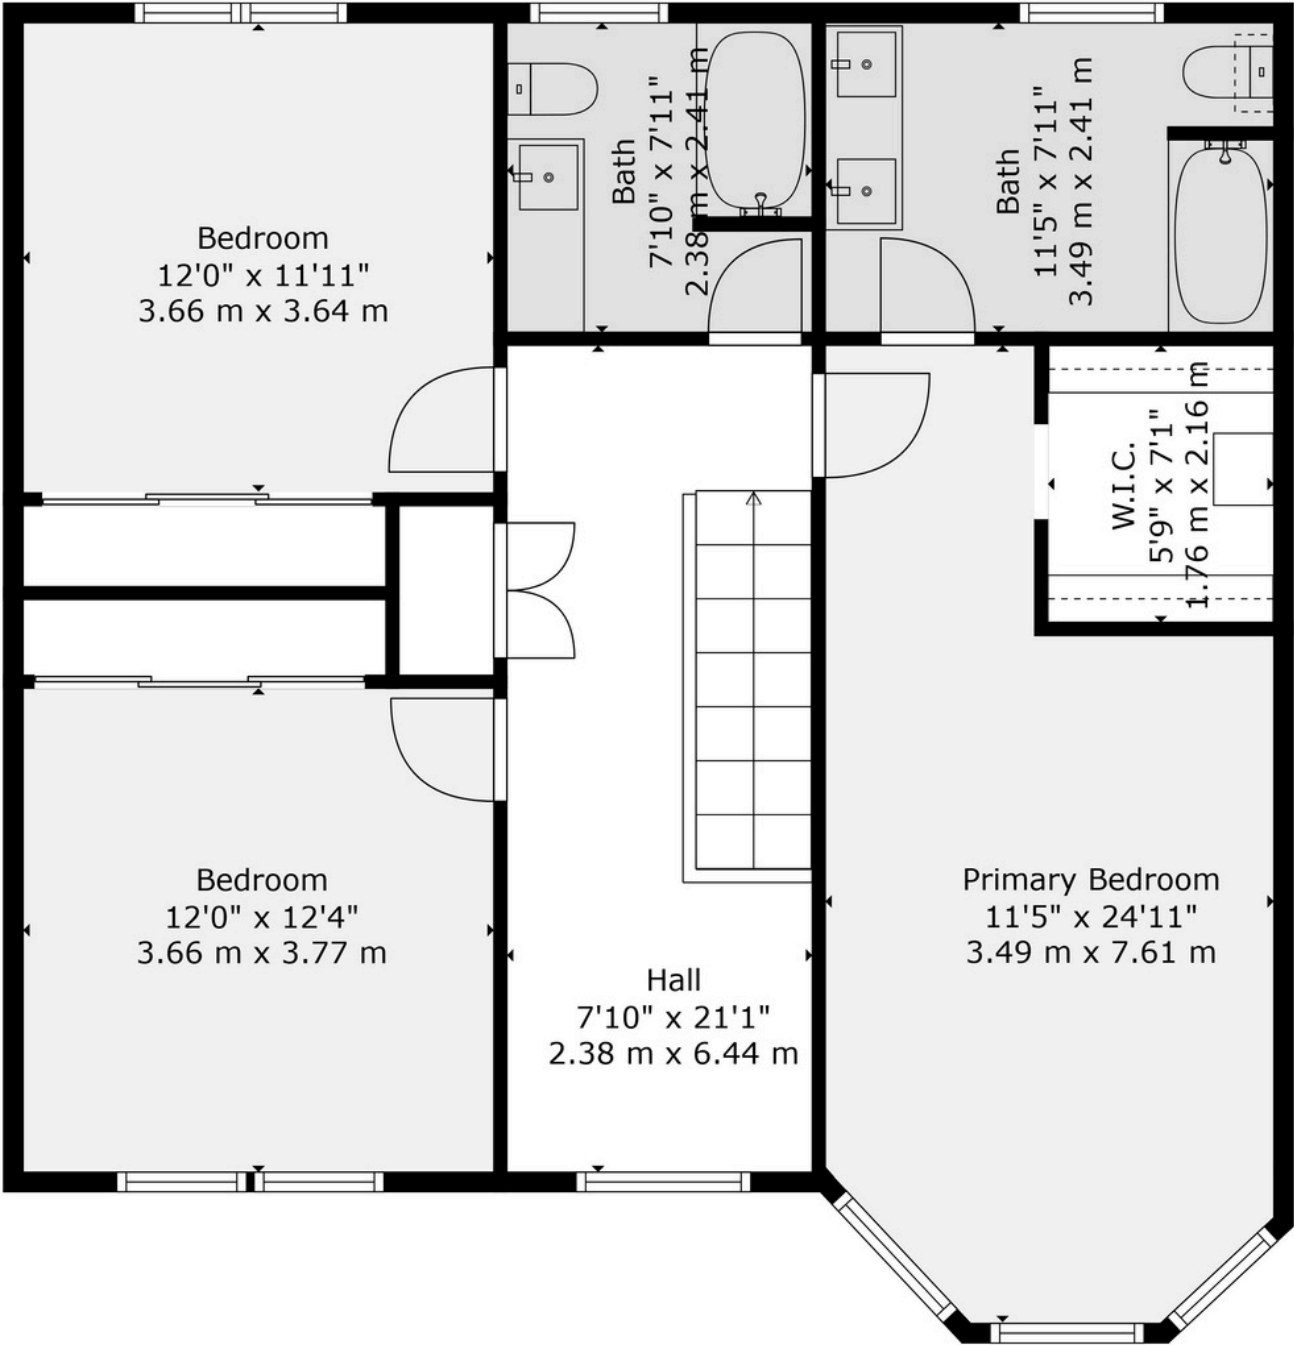 Bath
7'10" x 7'11"
2.38 m x 2.41 m
Bath
11'5" x 7'11"
3.49 m x 2.41 m
Bedroom
12'0" x 11'11"
3.66 m x 3.64 m
W.I.C.
5'9" x 7'1"
1.76 m x 2.16 m
Bedroom
12'0" x 12'4"
3.66 m x 3.77 m
Primary Bedroom
11'5" x 24'11"
3.49 m x 7.61 m
Hall
7'10" x 21'1"
2.38 m x 6.44 m